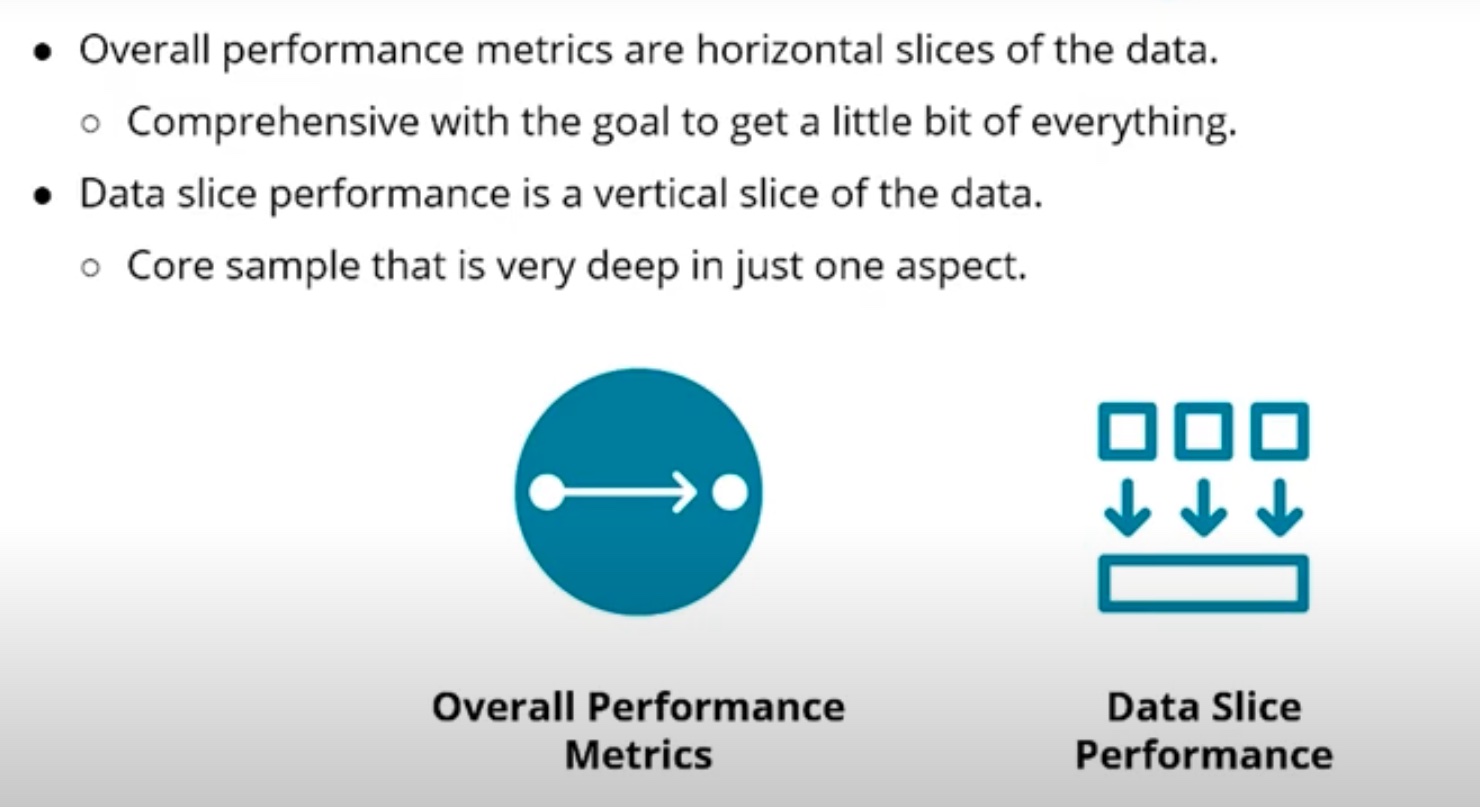 ● Overall performance metrics are horizontal slices of the data.
○ Comprehensive with the goal to get a little bit of everything.
● Data slice performance is a vertical slice of the data.
○ Core sample that is very deep in just one aspect.
Overall Performance
Metrics
Data Slice
Performance